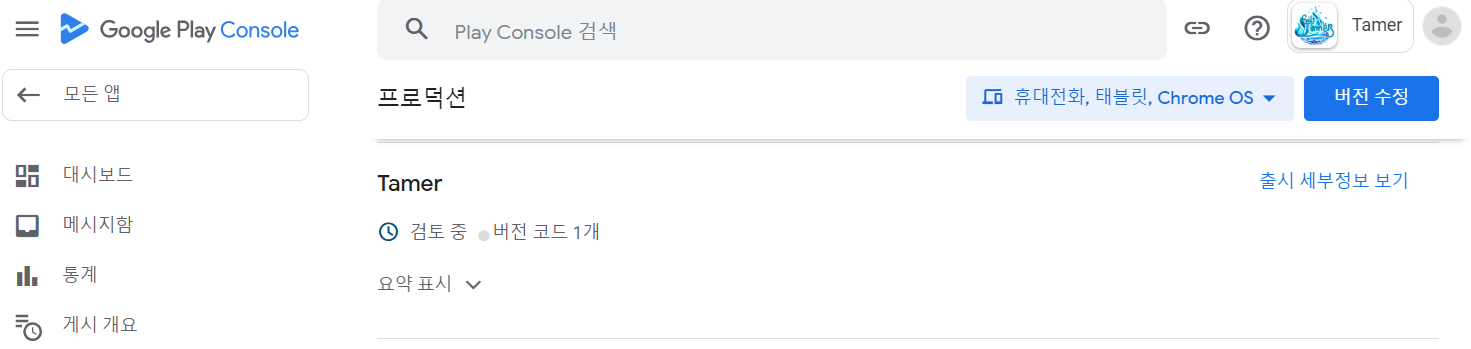 Google Play Console
Play Console 검색
Tamer
모든 앱
프로덕션
휴대전화, 태블릿, Chrome OS
버전 수정
대시보드
메시지함
통계
게시 개요
Tamer
출시 세부정보 보기
검토 중
버전 코드 1개
요약 표시